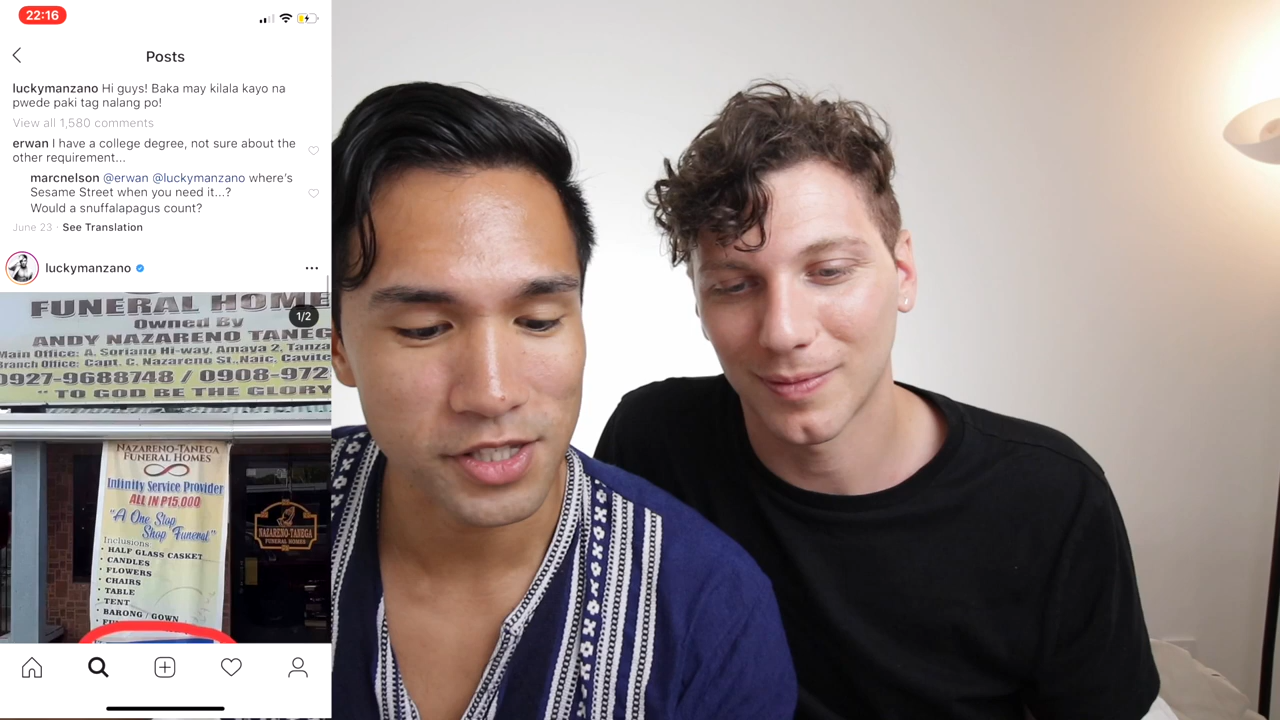 22:16
Posts
luckymanzano Hi guys! Baka may kilala kayo na
pwede paki tag nalang po!
View all 1,580 comments
erwan I have a college degree, not sure about the
other requirement...
marcnelson @erwan @luckymanzano where's
Sesame Street when you need it...?
Would a snuffalapagus count?
June 23 · See Translation
luckymanzano
1/2
FUNERAL HOME
Owned By
ANDY NAZARENO TANEG
Main Office: A. Soriano Hi-way, Amaya 2, Tanza
Branch Office: Capt. C. Nazareno St., Naic, Cavite
0927-9688748 / 0908-972
"TO GOD BE THE GLORY
NAZARENO-TANEGA
FUNERAL HOMES
Infinity Service Provider
ALL IN P15,000
"A One Stop
Shop Funeral"
Inclusions
• HALF GLASS CASKET
• CANDLES
• FLOWERS
• CHAIRS
• TABLE
• TENT
• BARONG / GOWN
NAZARENO-TANEGA
FUNERAL HOMES